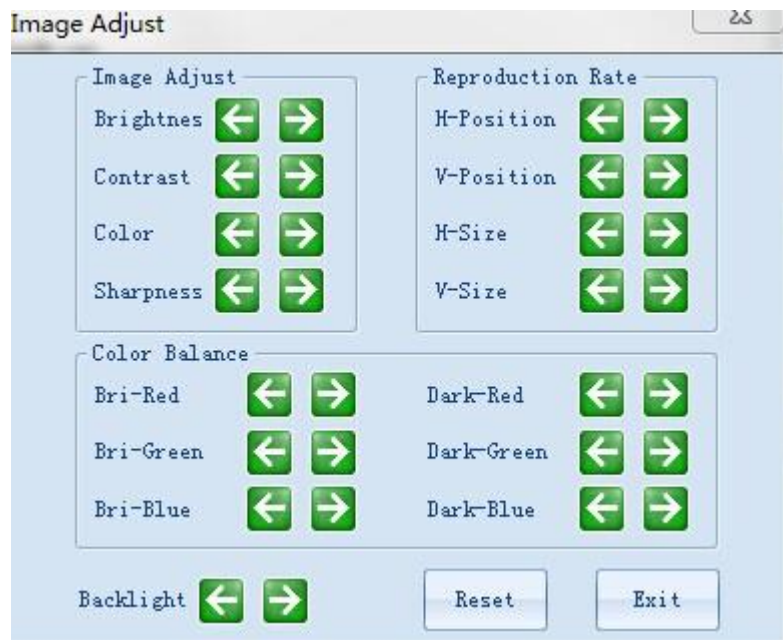 Image Adjust
Image Adjust
Brightnes
Contrast
Color
Sharpness
Reproduction Rate
H-Position
V-Position
H-Size
V-Size
Color Balance
Bri-Red
Bri-Green
Bri-Blue
Dark-Red
Dark-Green
Dark-Blue
Backlight
Reset
Exit